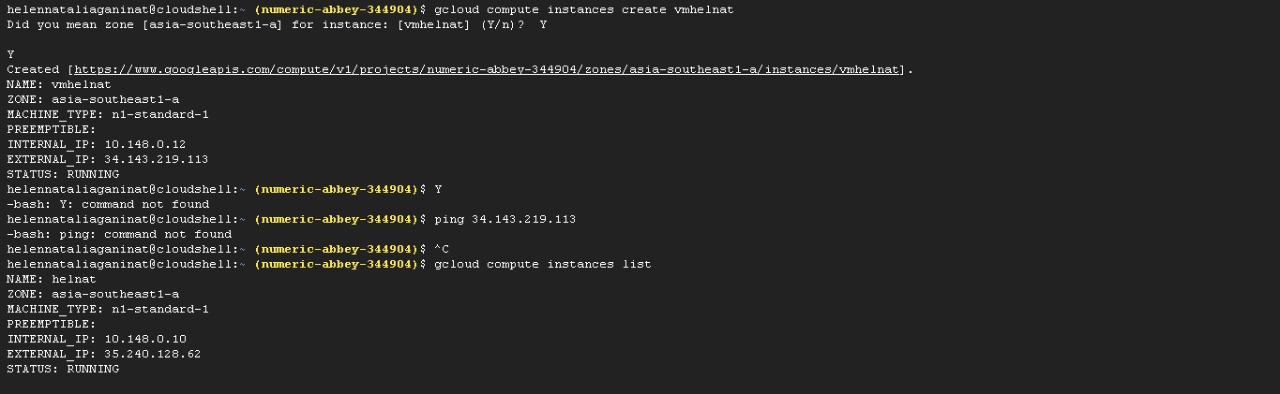 helennataliaganinat@cloudshell:~ (numeric-abbey-344904)$ gcloud compute instances create vmhelnat
Did you mean zone [asia-southeast1-a] for instance: [vmhelnat] (Y/n)?  Y
Y
Created [https://www.googleapis.com/compute/v1/projects/numeric-abbey-344904/zones/asia-southeast1-a/instances/vmhelnat].
NAME: vmhelnat
ZONE: asia-southeast1-a
MACHINE_TYPE: n1-standard-1
PREEMPTIBLE:
INTERNAL_IP: 10.148.0.12
EXTERNAL_IP: 34.143.219.113
STATUS: RUNNING
helennataliaganinat@cloudshell:~ (numeric-abbey-344904)$ Y
-bash: Y: command not found
helennataliaganinat@cloudshell:~ (numeric-abbey-344904)$ ping 34.143.219.113
-bash: ping: command not found
helennataliaganinat@cloudshell:~ (numeric-abbey-344904)$ ^C
helennataliaganinat@cloudshell:~ (numeric-abbey-344904)$ gcloud compute instances list
NAME: helnat
ZONE: asia-southeast1-a
MACHINE_TYPE: n1-standard-1
PREEMPTIBLE:
INTERNAL_IP: 10.148.0.10
EXTERNAL_IP: 35.240.128.62
STATUS: RUNNING